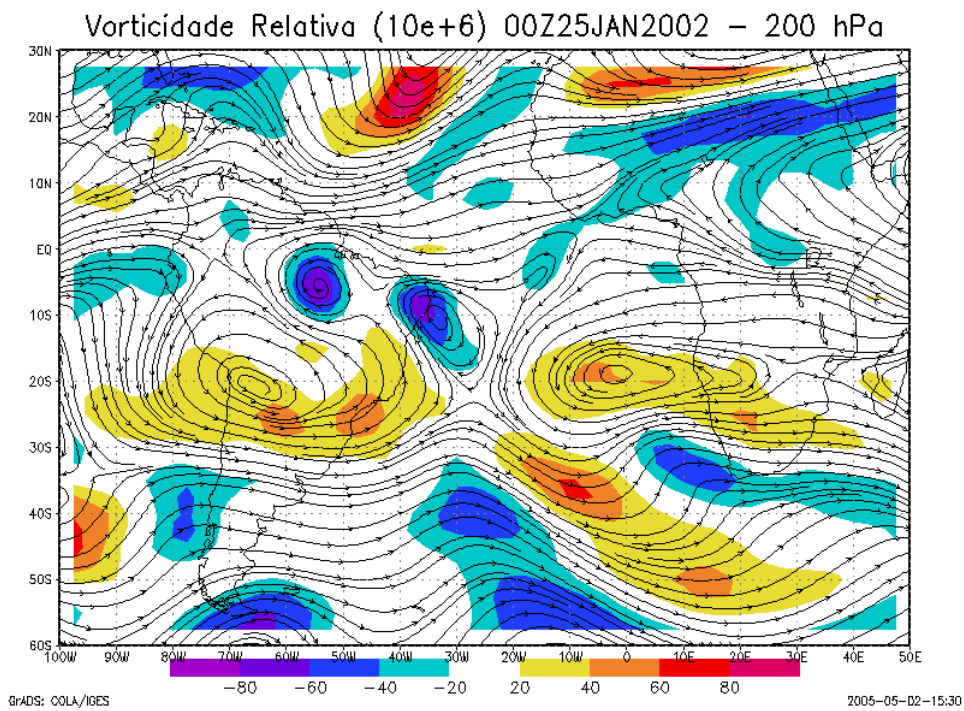 Vorticidade Relativa (10e+6) 00Z25JAN2002 - 200 hPa
30N
20N
10N
EQ
10S
20S
30S
40S
50S
60S
100W 90W 80W 70W 60W 50W 40W 30W 20W 10W 0 10E 20E 30E 40E 50E
-80 -60 -40 -20 20 40 60 80
GrADS: COLA/IGES 2005-05-02-15:30